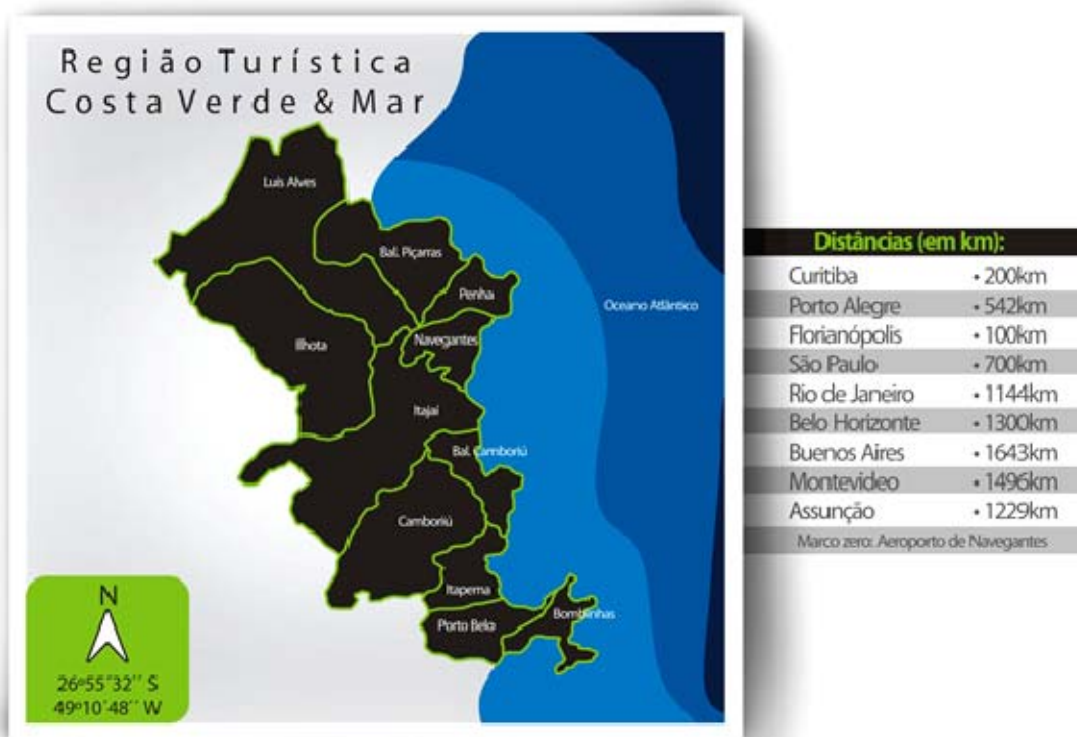 Região Turística
Costa Verde & Mar
Luis Alves
Bal. Piçarras
Penha
Oceano Atlântico
Navegantes
Ilhota
Itajaí
Bal. Camboriú
Camboriú
Itapema
Bombinhas
Porto Belo
N
26º55´32´´ S
49º10´48´´ W
Distâncias (em km):
Curitiba • 200km
Porto Alegre • 542km
Florianópolis • 100km
São Paulo • 700km
Rio de Janeiro • 1144km
Belo Horizonte • 1300km
Buenos Aires • 1643km
Montevideo • 1496km
Assunção • 1229km
Marco zero: Aeroporto de Navegantes